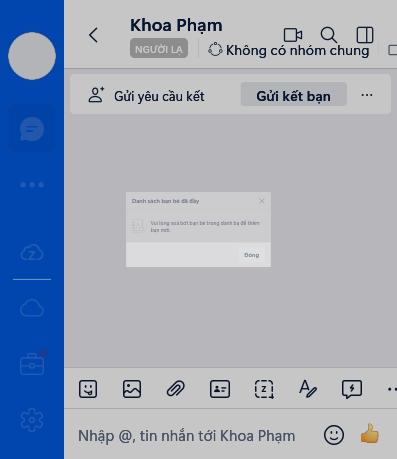 Khoa Phạm
NGƯỜI LẠ
Không có nhóm chung
Gửi yêu cầu kết
Gửi kết bạn
Danh sách bạn bè đã đầy
Vui lòng xoá bớt bạn bè trong danh bạ để thêm
bạn mới.
Đóng
Nhập @, tin nhắn tới Khoa Phạm